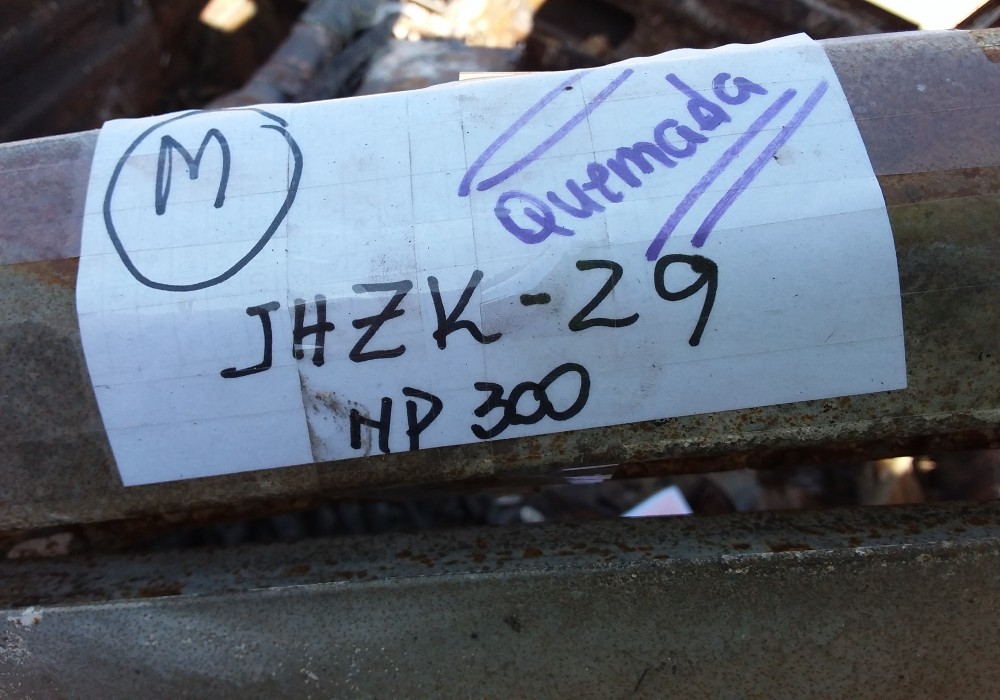 M
Quemada
JHZK-29
HP 300